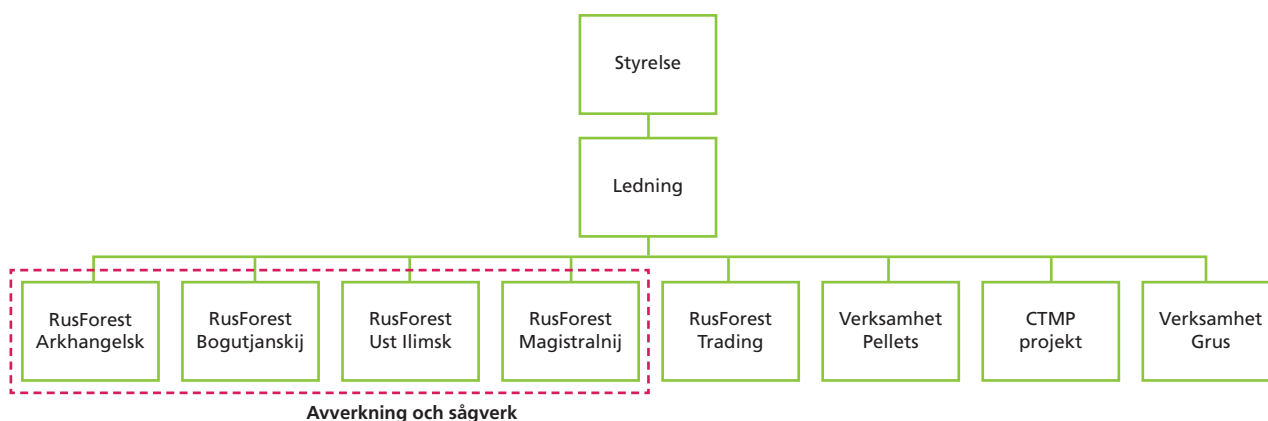 Styrelse
Ledning
RusForest
Arkhangelsk
RusForest
Bogutjanskij
RusForest
Ust Ilimsk
RusForest
Magistralnij
RusForest
Trading
Verksamhet
Pellets
CTMP
projekt
Verksamhet
Grus
Avverkning och sågverk